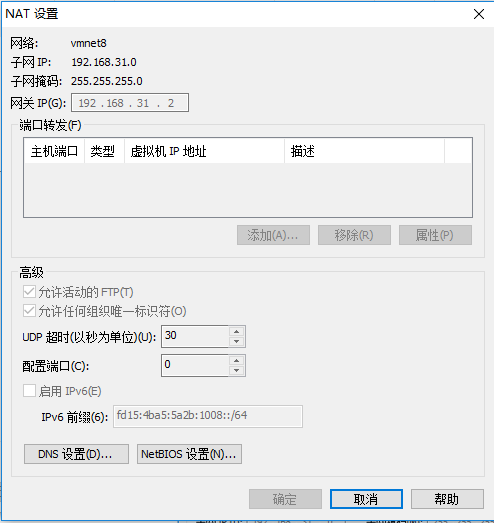 NAT 设置
网络: vmnet8
子网 IP: 192.168.31.0
子网掩码: 255.255.255.0
网关 IP(G): 192 . 168 . 31 . 2
端口转发(F)
主机端口 类型 虚拟机 IP 地址 描述
添加(A)... 移除(R) 属性(P)
高级
允许活动的 FTP(T)
允许任何组织唯一标识符(O)
UDP 超时(以秒为单位)(U): 30
配置端口(C): 0
启用 IPv6(E)
IPv6 前缀(6): fd15:4ba5:5a2b:1008::/64
DNS 设置(D)... NetBIOS 设置(N)...
确定 取消 帮助